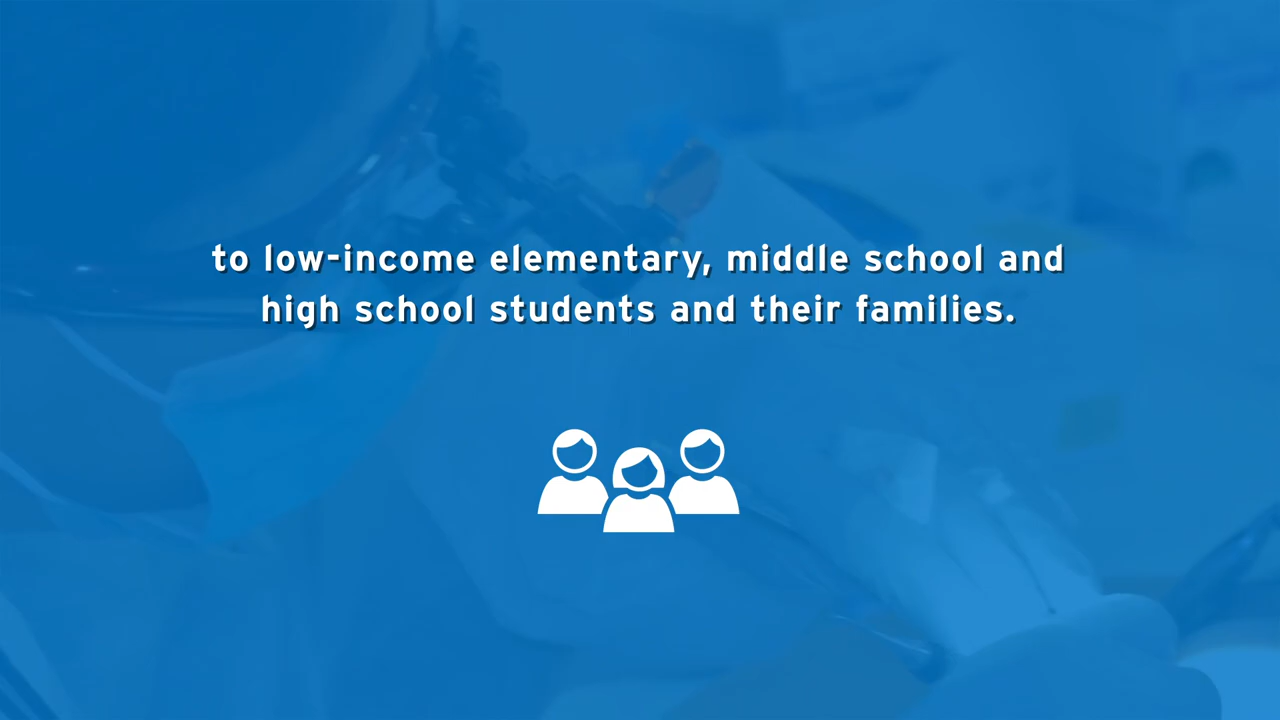 to low-income elementary, middle school and
high school students and their families.